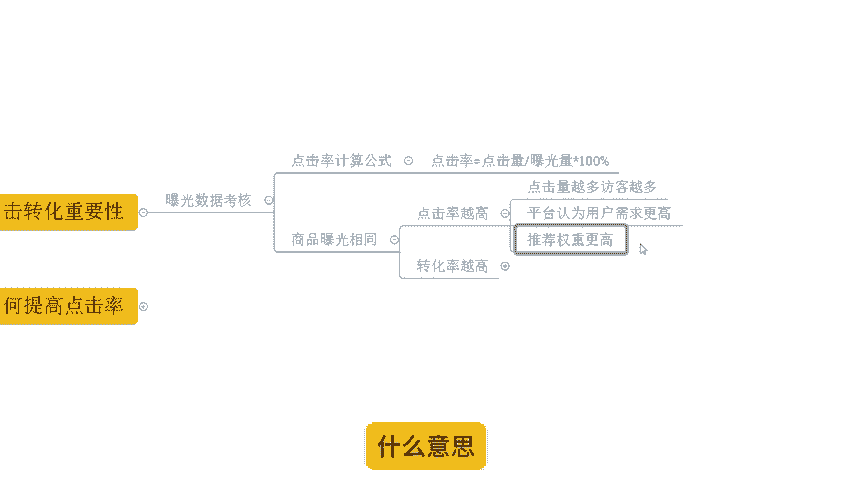 点击率计算公式 点击率=点击量/曝光量*100%
点击量越多访客越多
曝光数据考核
击转化重要性
点击率越高
平台认为用户需求更高
商品曝光相同
推荐权重更高
转化率越高
何提高点击率
什么意思